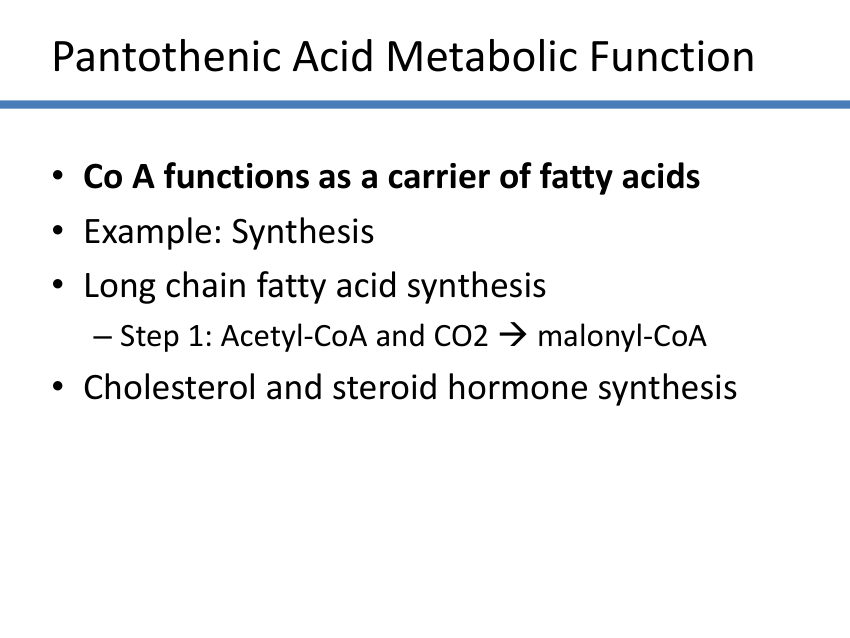 Pantothenic Acid Metabolic Function
• Co A functions as a carrier of fatty acids
• Example: Synthesis
• Long chain fatty acid synthesis
– Step 1: Acetyl-CoA and CO2 → malonyl-CoA
• Cholesterol and steroid hormone synthesis